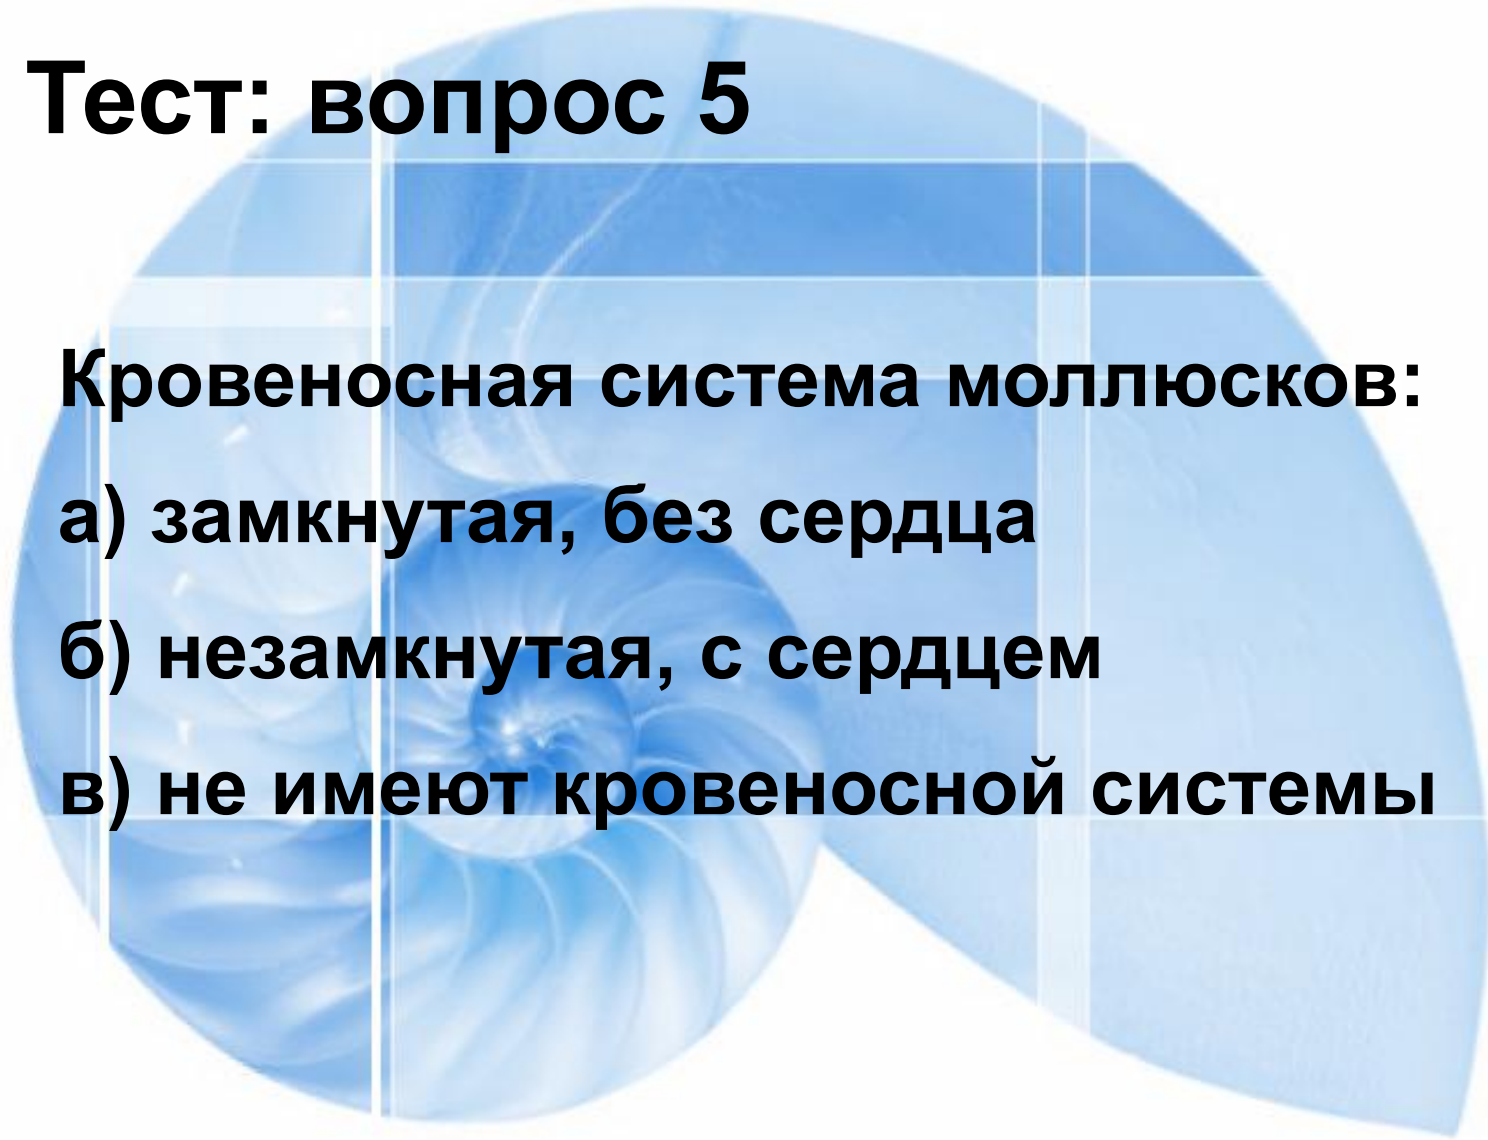 Тест: вопрос 5
Кровеносная система моллюсков:
а) замкнутая, без сердца
б) незамкнутая, с сердцем
в) не имеют кровеносной системы